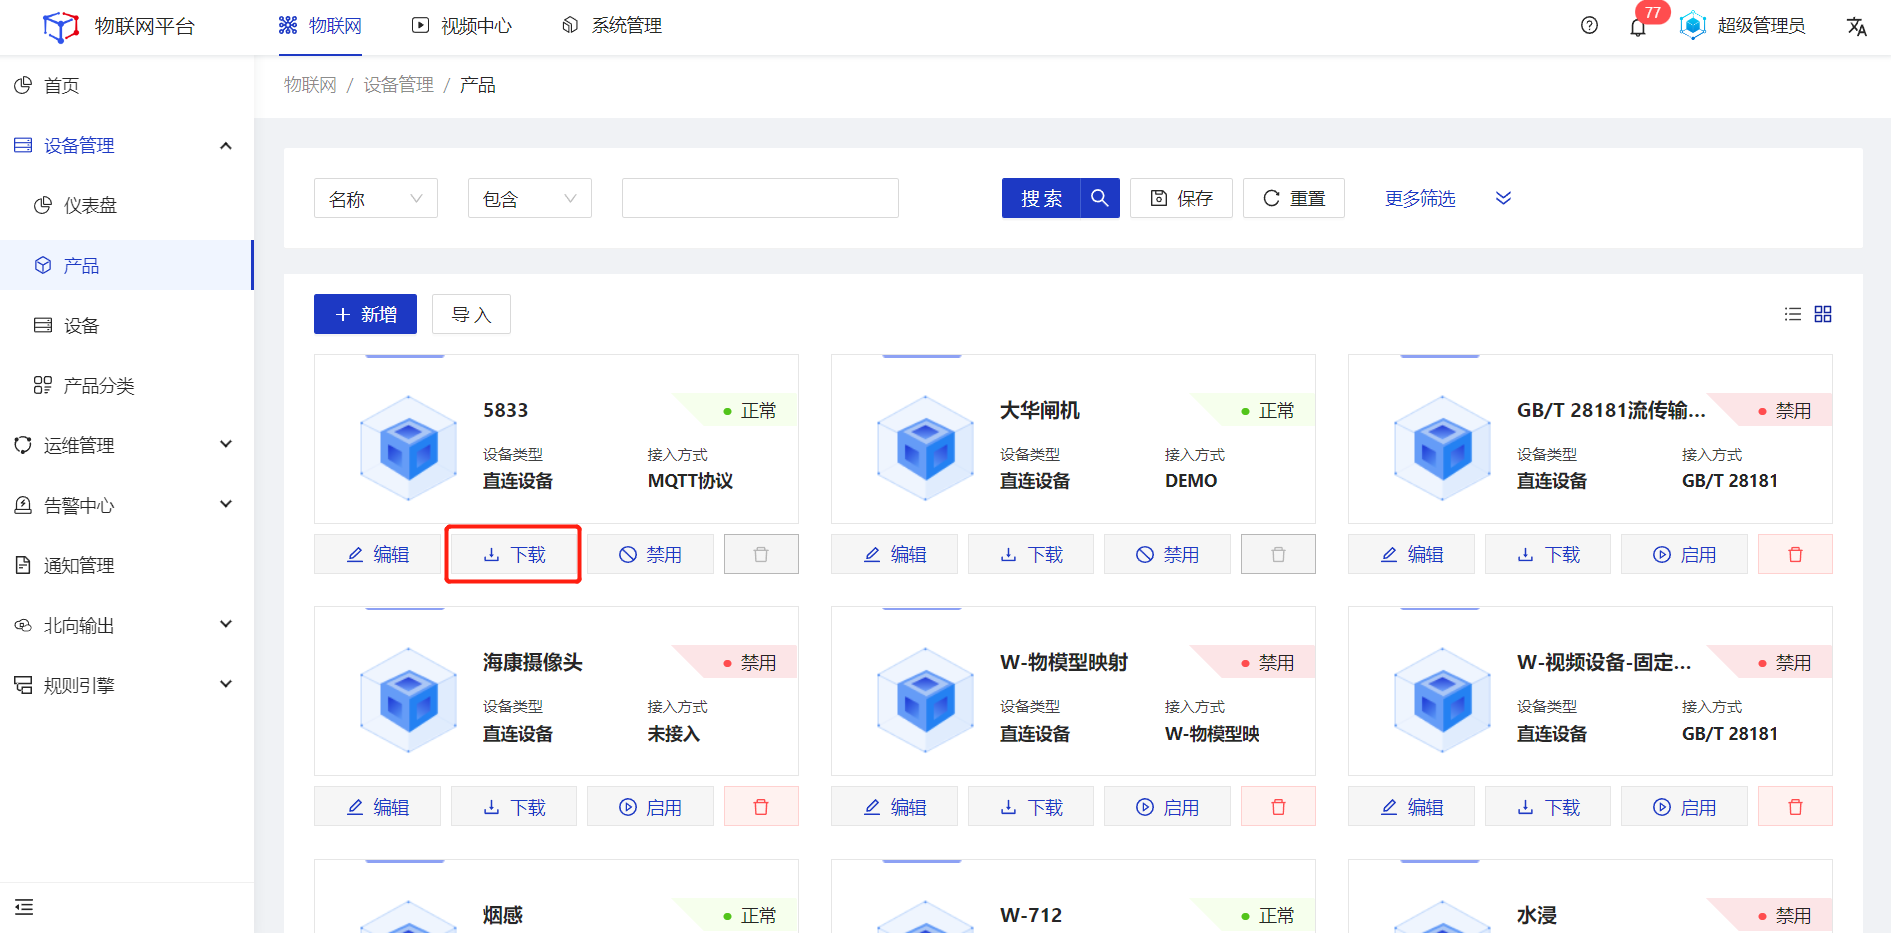 物联网平台
物联网
视频中心
系统管理
77
超级管理员
首页
设备管理
仪表盘
产品
设备
产品分类
运维管理
告警中心
通知管理
北向输出
规则引擎
物联网 / 设备管理 / 产品
名称
包含
搜索
保存
重置
更多筛选
新增
导入
5833
正常
设备类型
接入方式
直连设备
MQTT协议
编辑
下载
禁用
大华闸机
正常
设备类型
接入方式
直连设备
DEMO
编辑
下载
禁用
GB/T 28181流传输...
禁用
设备类型
接入方式
直连设备
GB/T 28181
编辑
下载
启用
海康摄像头
禁用
设备类型
接入方式
直连设备
未接入
编辑
下载
启用
W-物模型映射
禁用
设备类型
接入方式
直连设备
W-物模型映
编辑
下载
启用
W-视频设备-固定...
禁用
设备类型
接入方式
直连设备
GB/T 28181
编辑
下载
启用
烟感
正常
W-712
正常
水浸
禁用